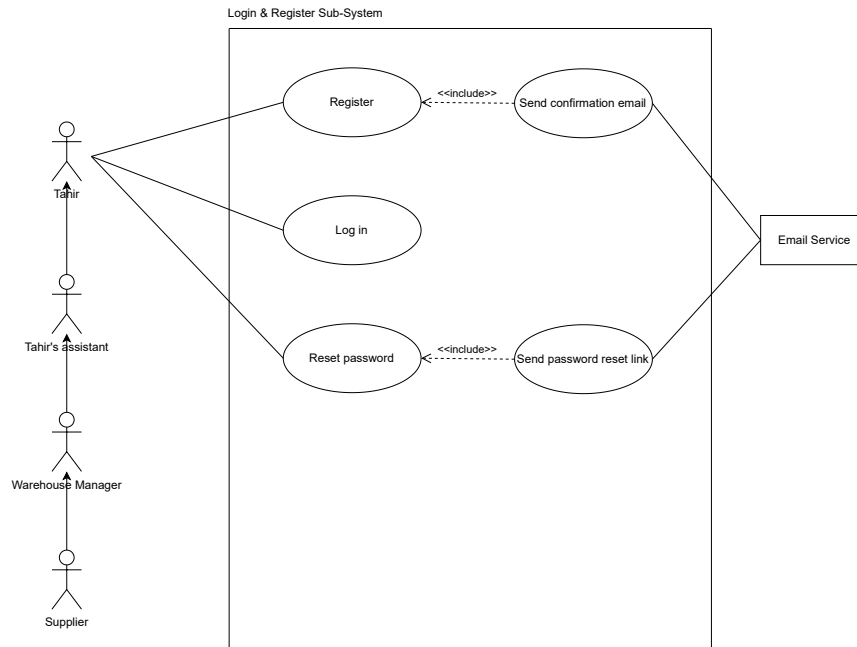 Login & Register Sub-System
Register
<<include>>
Send confirmation email
Tahir
Log in
Email Service
Tahir's assistant
Reset password
<<include>>
Send password reset link
Warehouse Manager
Supplier